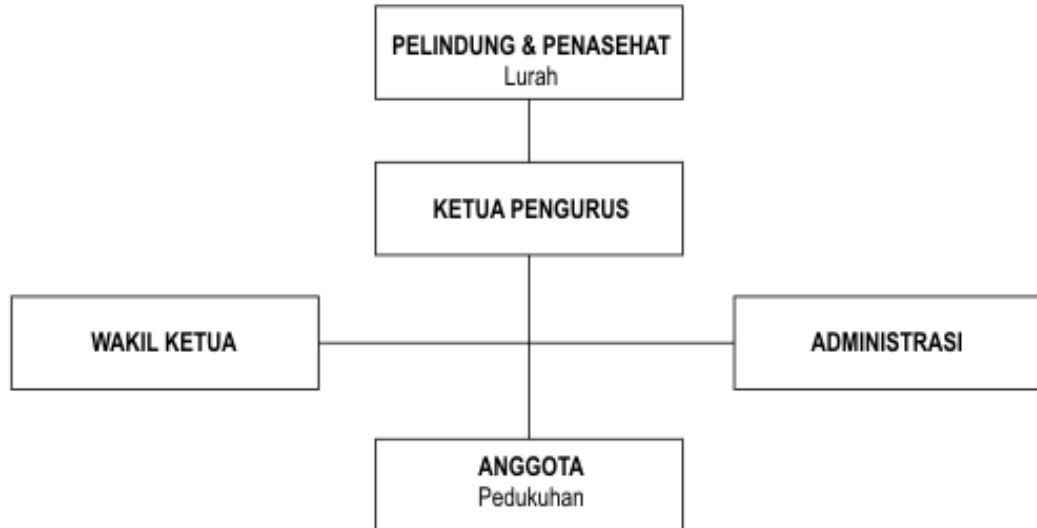 PELINDUNG & PENASEHAT
Lurah
KETUA PENGURUS
WAKIL KETUA
ADMINISTRASI
ANGGOTA
Pedukuhan